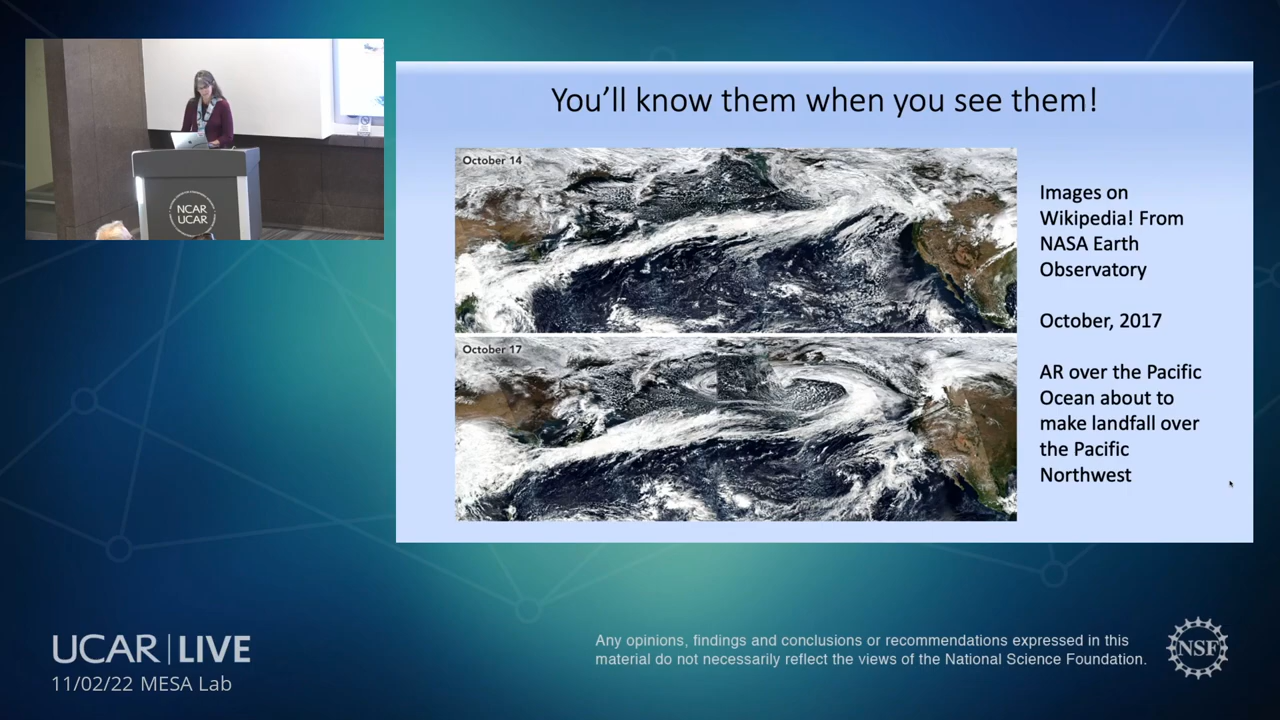 You'll know them when you see them!
October 14
October 17
Images on
Wikipedia! From
NASA Earth
Observatory
October, 2017
AR over the Pacific
Ocean about to
make landfall over
the Pacific
Northwest
NCAR
UCAR
UCAR | LIVE
11/02/22 MESA Lab
Any opinions, findings and conclusions or recommendations expressed in this
material do not necessarily reflect the views of the National Science Foundation.
NSF